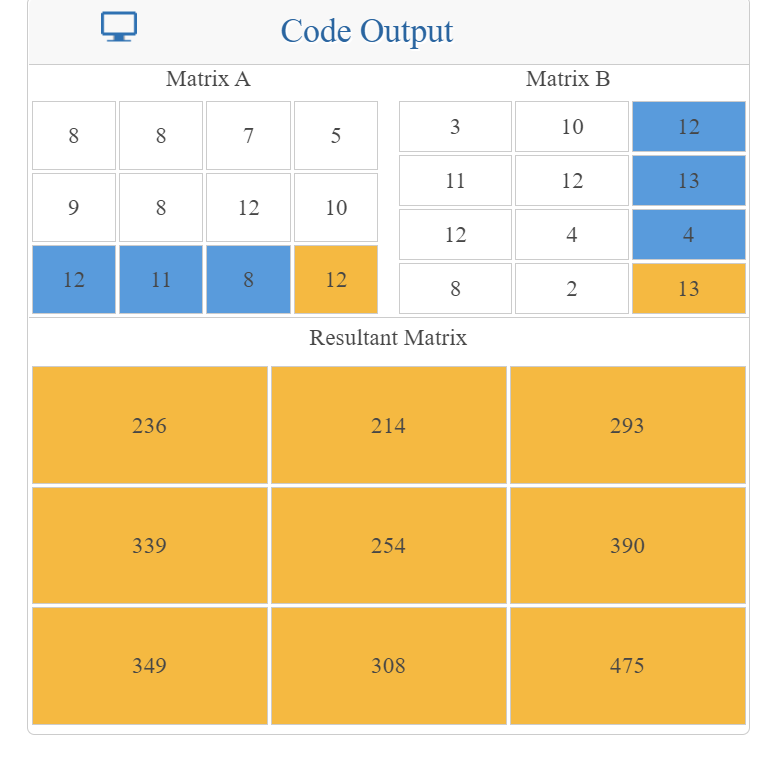 Code Output
Matrix A
8 8 7 5
9 8 12 10
12 11 8 12
Matrix B
3 10 12
11 12 13
12 4 4
8 2 13
Resultant Matrix
236 214 293
339 254 390
349 308 475